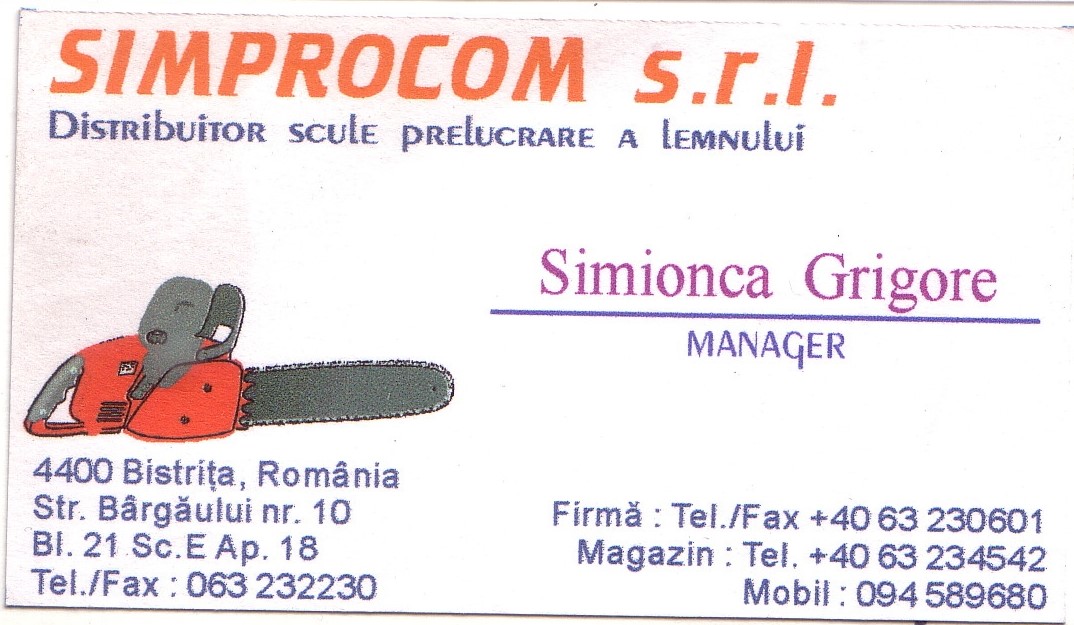 SIMPROCOM s.r.l.
Distribuitor scule prelucrare a lemnului
Simionca Grigore
MANAGER
4400 Bistrița, România
Str. Bârgăului nr. 10
Bl. 21 Sc.E Ap. 18
Tel./Fax : 063 232230
Firmă : Tel./Fax +40 63 230601
Magazin : Tel. +40 63 234542
Mobil : 094 589680